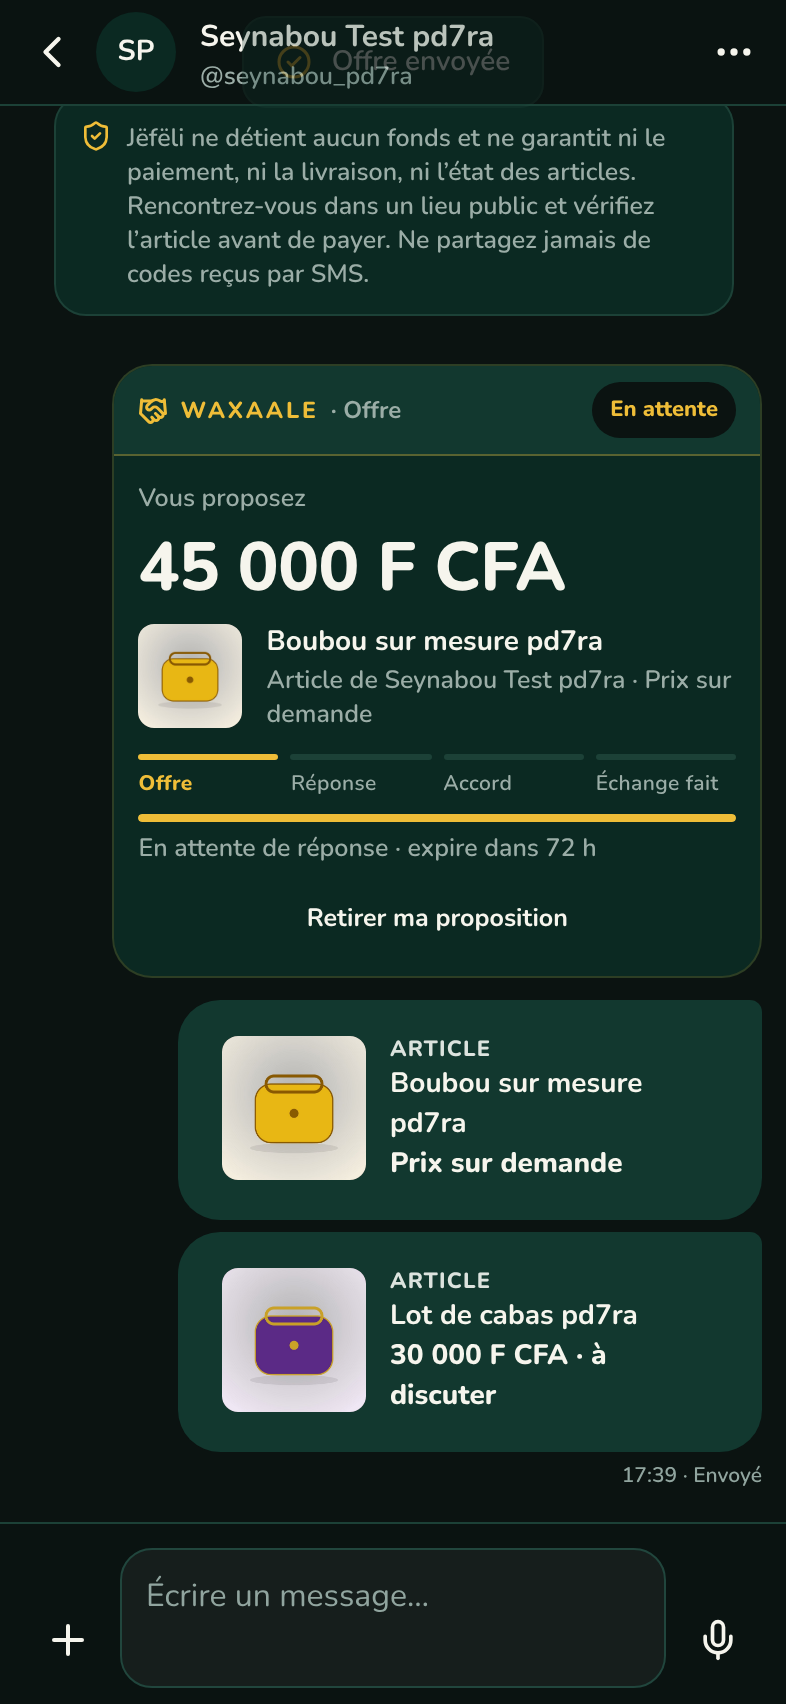 SP
Seynabou Test pd7ra
@seynabou_pd7ra
Offre envoyée
Jëfëli ne détient aucun fonds et ne garantit ni le
paiement, ni la livraison, ni l’état des articles.
Rencontrez-vous dans un lieu public et vérifiez
l’article avant de payer. Ne partagez jamais de
codes reçus par SMS.
WAXAALE · Offre
En attente
Vous proposez
45 000 F CFA
Boubou sur mesure pd7ra
Article de Seynabou Test pd7ra · Prix sur
demande
Offre Réponse Accord Échange fait
En attente de réponse · expire dans 72 h
Retirer ma proposition
ARTICLE
Boubou sur mesure
pd7ra
Prix sur demande
ARTICLE
Lot de cabas pd7ra
30 000 F CFA · à
discuter
17:39 · Envoyé
Écrire un message...